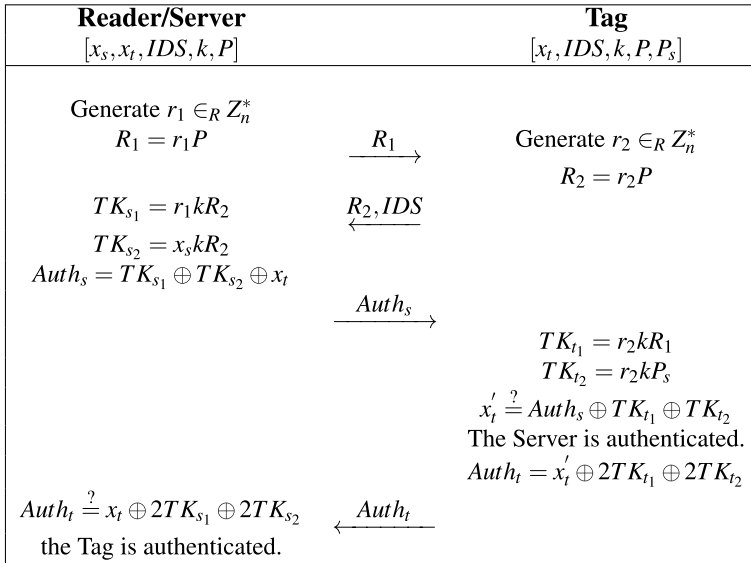 Reader/Server Tag
[x_s, x_t, IDS, k, P] [x_t, IDS, k, P, P_s]
Generate r_1 ∈_R Z_n^*
R_1 = r_1P R_1 Generate r_2 ∈_R Z_n^*
R_2 = r_2P
TK_{s_1} = r_1kR_2 R_2, IDS
TK_{s_2} = x_skR_2
Auth_s = TK_{s_1} ⊕ TK_{s_2} ⊕ x_t
Auth_s
TK_{t_1} = r_2kR_1
TK_{t_2} = r_2kP_s
x_t^' ≟ Auth_s ⊕ TK_{t_1} ⊕ TK_{t_2}
The Server is authenticated.
Auth_t = x_t^' ⊕ 2TK_{t_1} ⊕ 2TK_{t_2}
Auth_t ≟ x_t ⊕ 2TK_{s_1} ⊕ 2TK_{s_2} Auth_t
the Tag is authenticated.